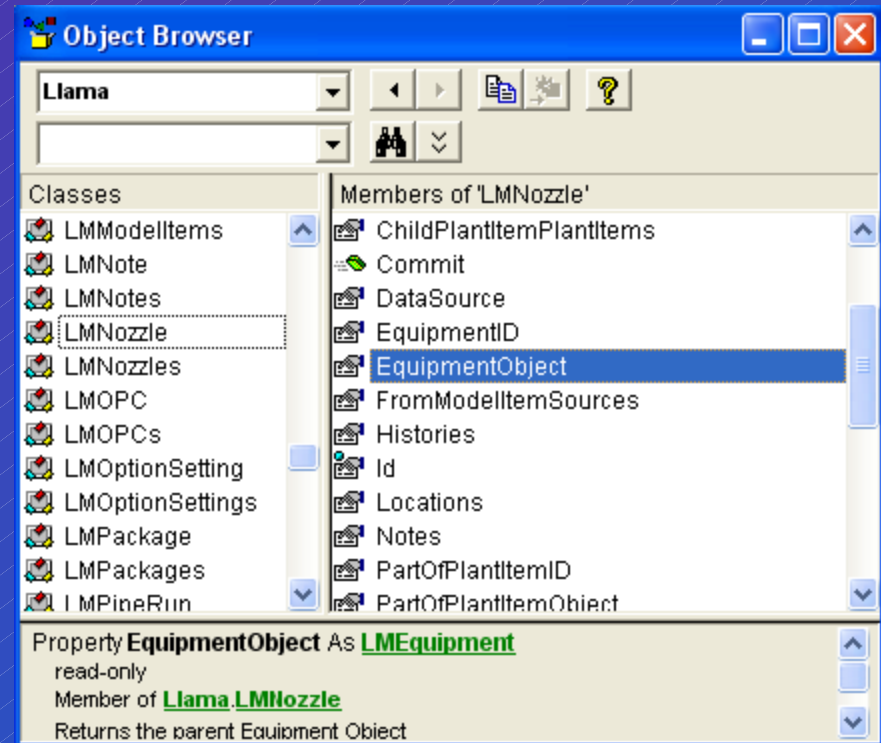 Object Browser
Llama
Classes
LMModelItems
LMNote
LMNotes
LMNozzle
LMNozzles
LMOPC
LMOPCs
LMOptionSetting
LMOptionSettings
LMPackage
LMPackages
LMPipeRun
Members of 'LMNozzle'
ChildPlantItemPlantItems
Commit
DataSource
EquipmentID
EquipmentObject
FromModelItemSources
Histories
Id
Locations
Notes
PartOfPlantItemID
PartOfPlantItemObject
Property EquipmentObject As LMEquipment
read-only
Member of Llama.LMNozzle
Returns the parent Equipment Object